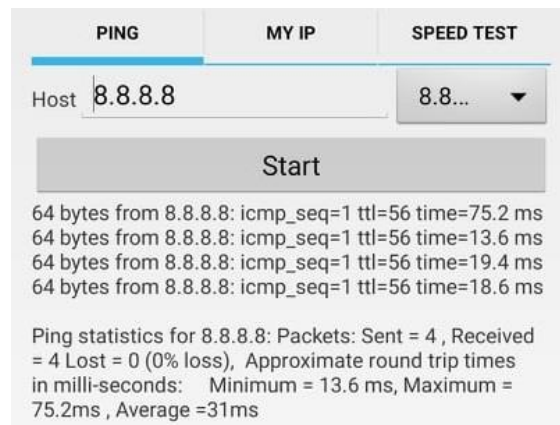 PING MY IP SPEED TEST
Host 8.8.8.8 8.8...
Start
64 bytes from 8.8.8.8: icmp_seq=1 ttl=56 time=75.2 ms
64 bytes from 8.8.8.8: icmp_seq=1 ttl=56 time=13.6 ms
64 bytes from 8.8.8.8: icmp_seq=1 ttl=56 time=19.4 ms
64 bytes from 8.8.8.8: icmp_seq=1 ttl=56 time=18.6 ms
Ping statistics for 8.8.8.8: Packets: Sent = 4 , Received
= 4 Lost = 0 (0% loss), Approximate round trip times
in milli-seconds: Minimum = 13.6 ms, Maximum =
75.2ms , Average =31ms